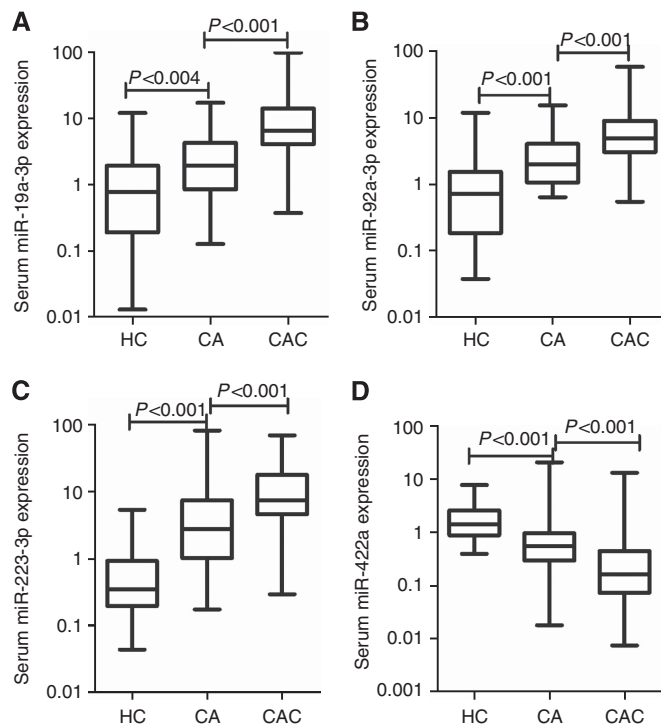 A
Serum miR-19a-3p expression
100
10
1
0.1
0.01
P<0.004
P<0.001
HC CA CAC
B
Serum miR-92a-3p expression
100
10
1
0.1
0.01
P<0.001
P<0.001
HC CA CAC
C
Serum miR-223-3p expression
100
10
1
0.1
0.01
P<0.001
P<0.001
HC CA CAC
D
Serum miR-422a expression
100
10
1
0.1
0.01
0.001
P<0.001
P<0.001
HC CA CAC